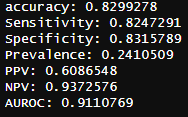 accuracy: 0.8299278
Sensitivity: 0.8247291
Specificity: 0.8315789
Prevalence: 0.2410509
PPV: 0.6086548
NPV: 0.9372576
AUROC: 0.9110769